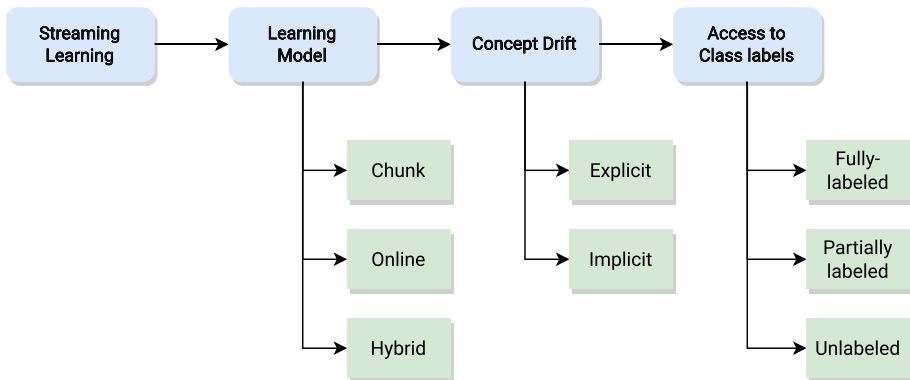 Streaming
Learning
Learning
Model
Concept Drift
Access to
Class labels
Chunk
Online
Hybrid
Explicit
Implicit
Fully-
labeled
Partially
labeled
Unlabeled